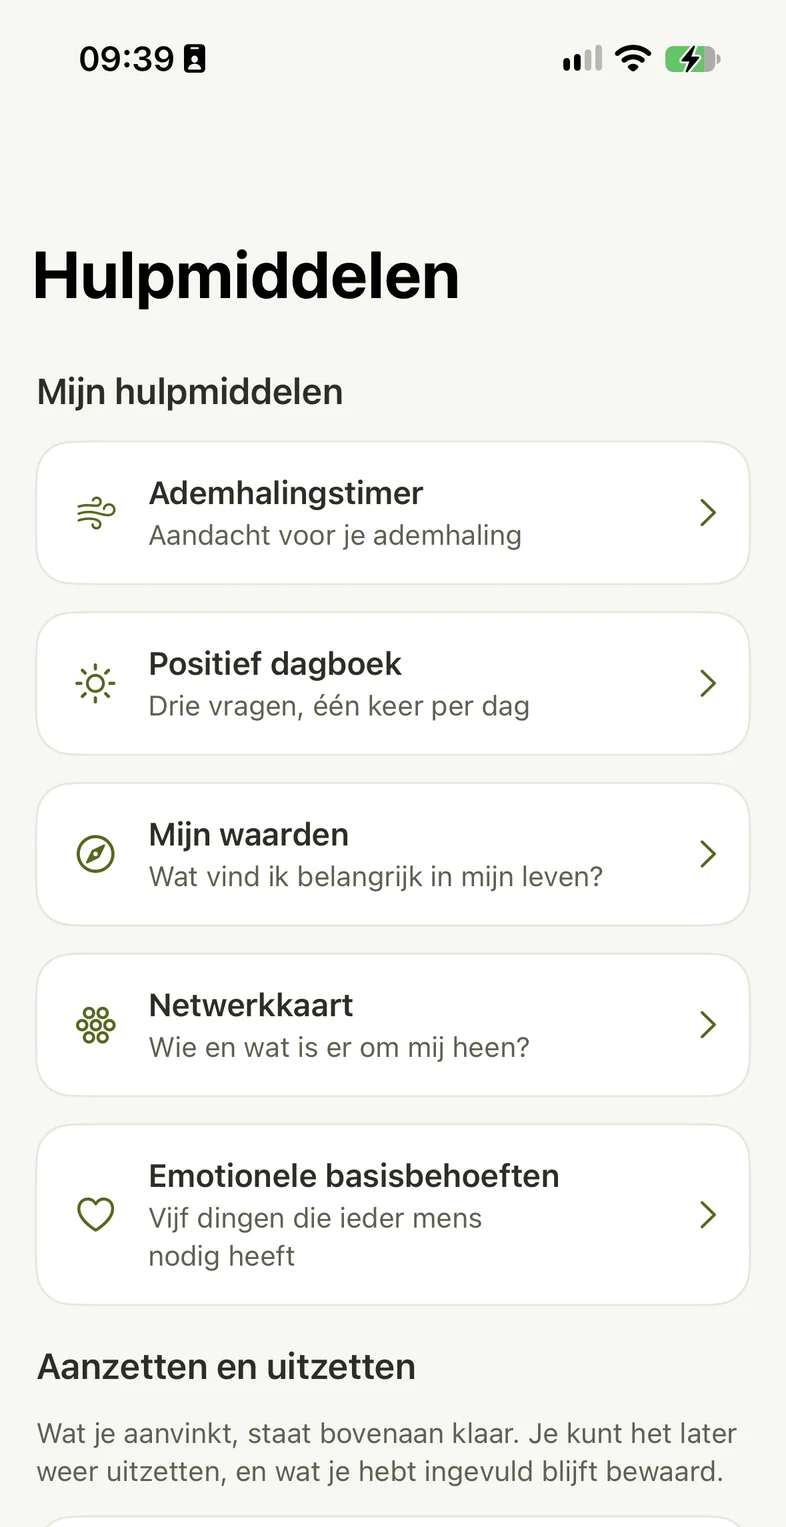 09:39
Hulpmiddelen
Mijn hulpmiddelen
Ademhalingstimer
Aandacht voor je ademhaling
Positief dagboek
Drie vragen, één keer per dag
Mijn waarden
Wat vind ik belangrijk in mijn leven?
Netwerkkaart
Wie en wat is er om mij heen?
Emotionele basisbehoeften
Vijf dingen die ieder mens
nodig heeft
Aanzetten en uitzetten
Wat je aanvinkt, staat bovenaan klaar. Je kunt het later
weer uitzetten, en wat je hebt ingevuld blijft bewaard.